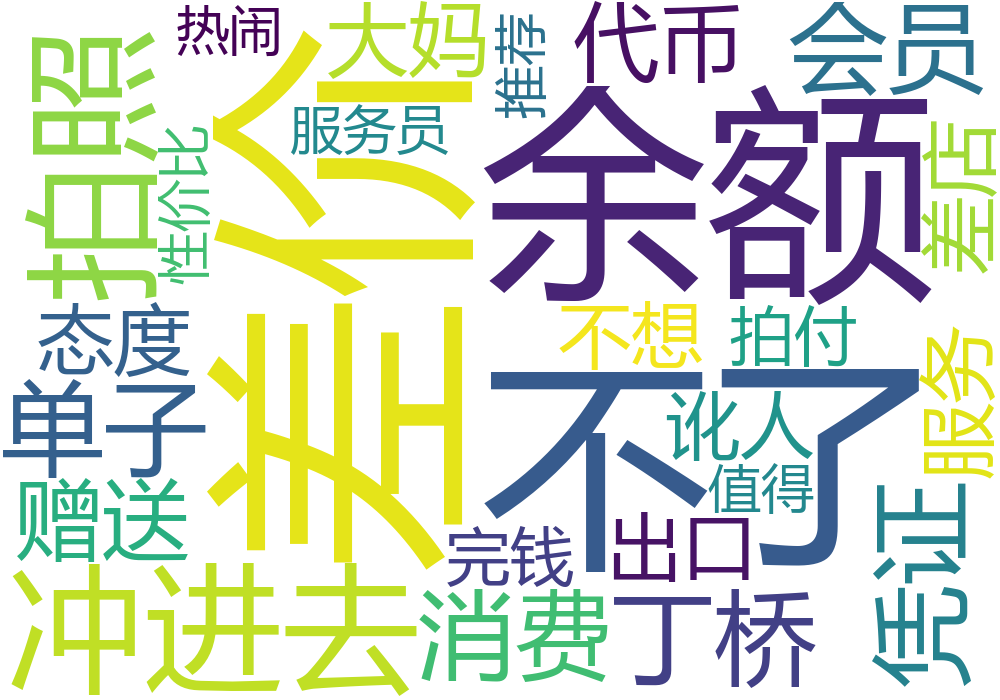 热闹
大妈
推荐
代币
会员
拍照
差价
服务员
余额
差店
性价比
态度
不想
拍付
服务
单子
不了
讹人
值得
赠送
凭证
完钱
出口
冲进去
消费
丁桥